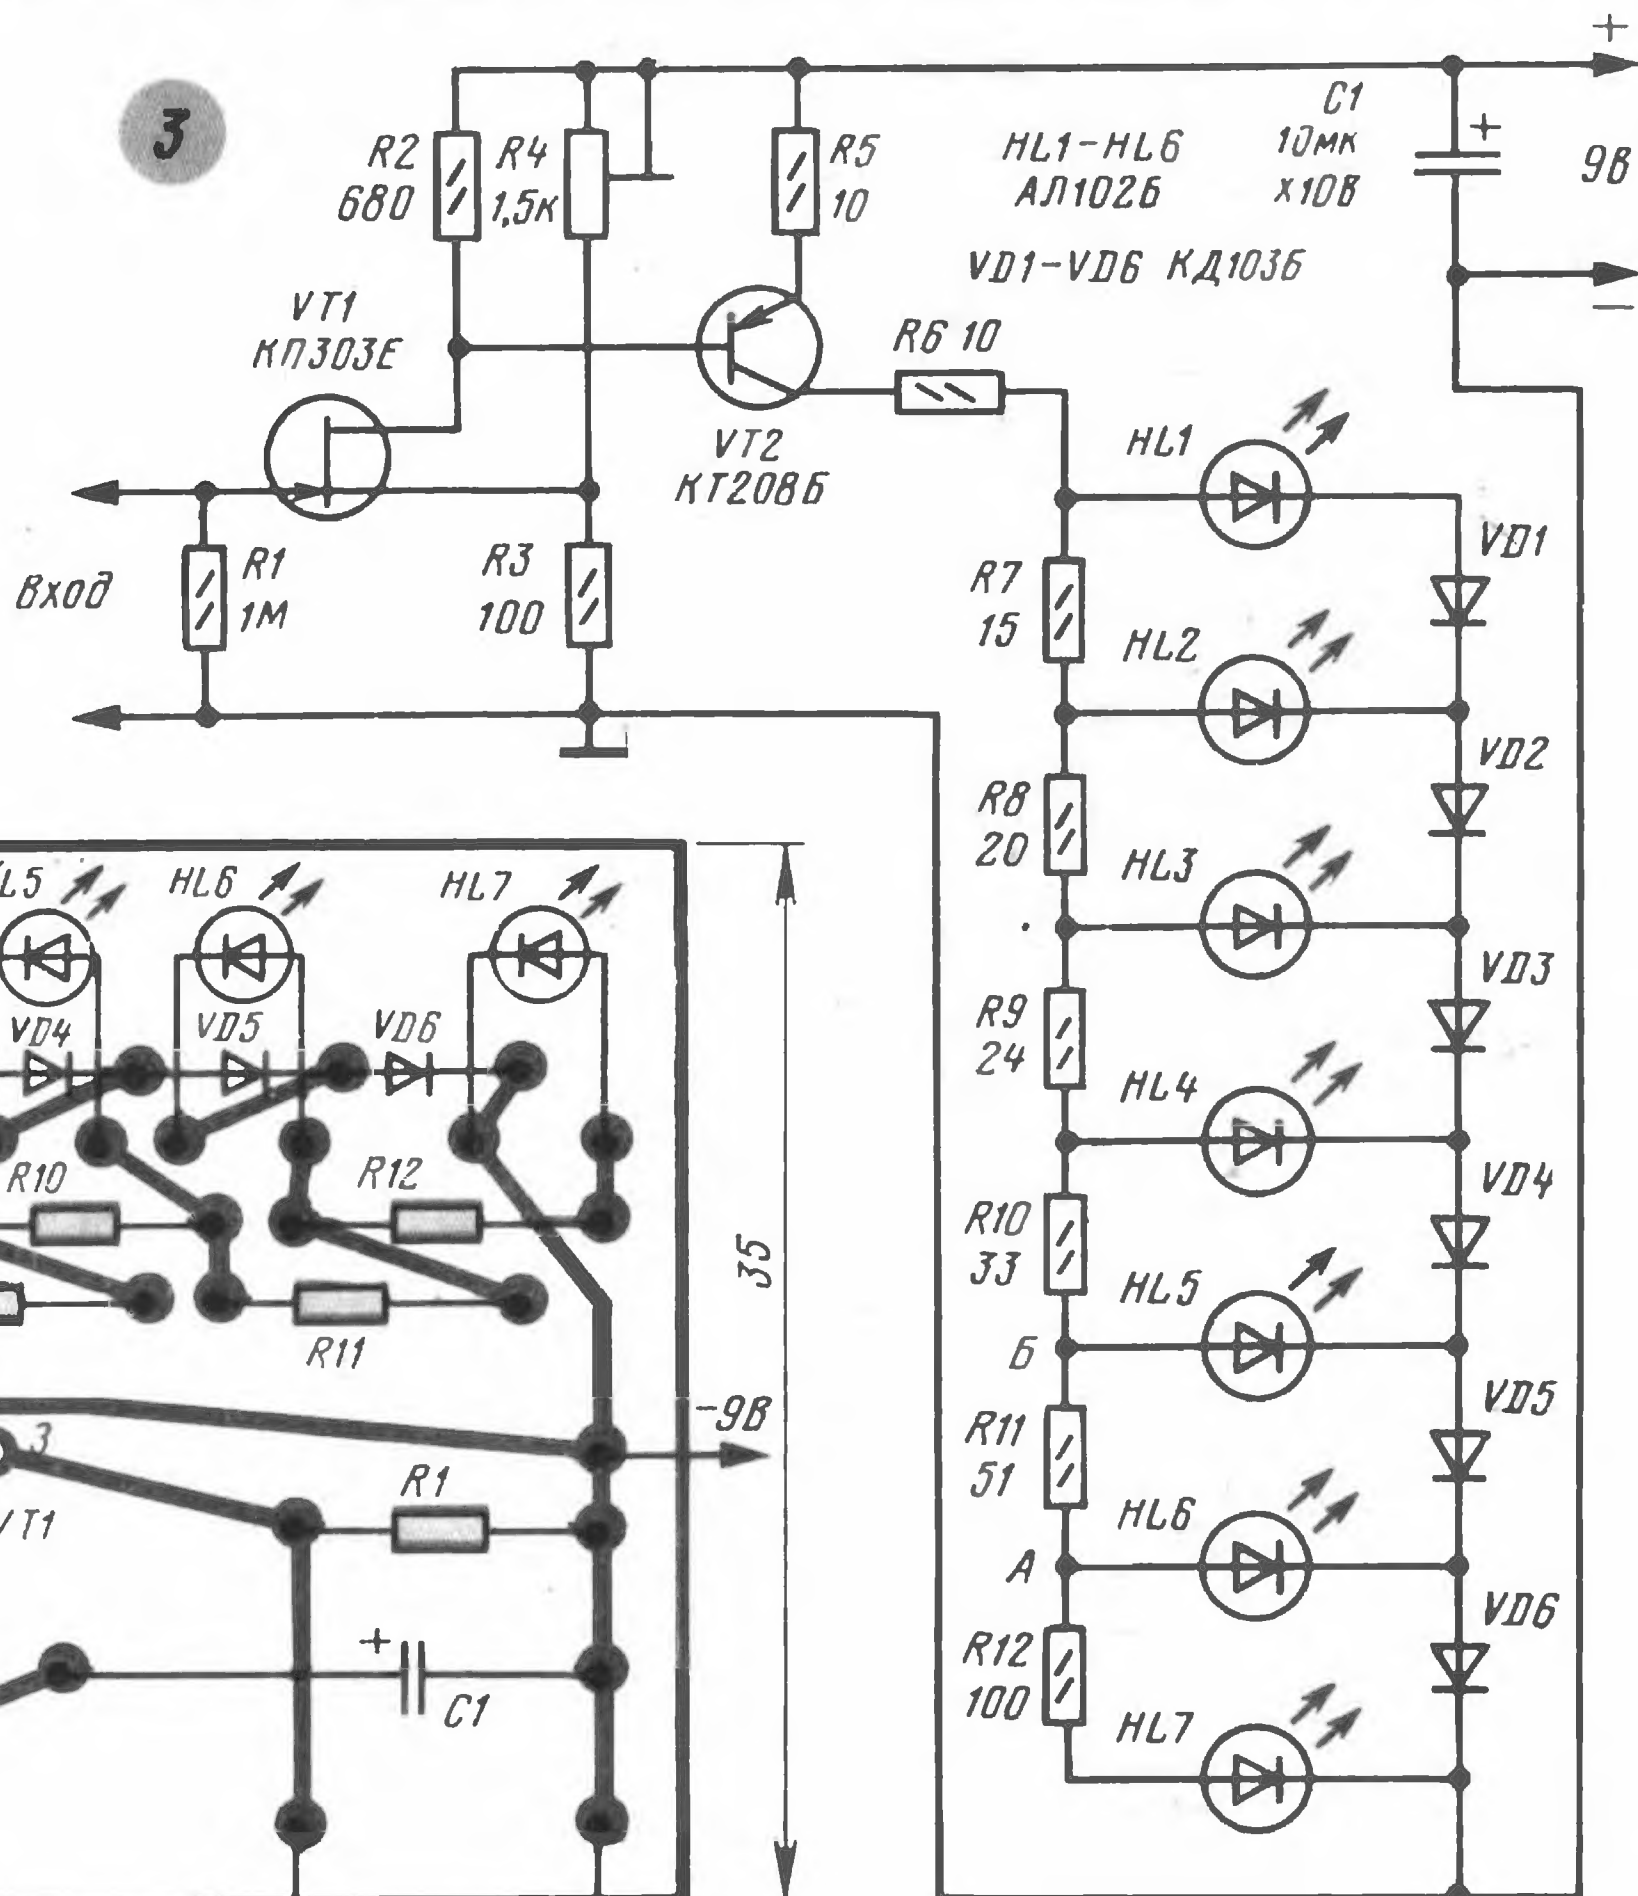 3
+
C1
10мк
×10В
+
9В
—
R2
680
R4
1,5к
R5
10
HL1-HL6
АЛ102Б
VD1-VD6 КД103Б
VT1
КП303Е
R6 10
VT2
КТ208Б
Вход
R1
1М
R3
100
HL1
VD1
R7
15
HL2
VD2
R8
20
HL3
VD3
R9
24
HL4
VD4
R10
33
HL5
Б
VD5
R11
51
HL6
А
VD6
R12
100
HL7
L5
HL6
HL7
VD4
VD5
VD6
R10
R12
R11
35
-9В
3
VT1
R1
+
C1